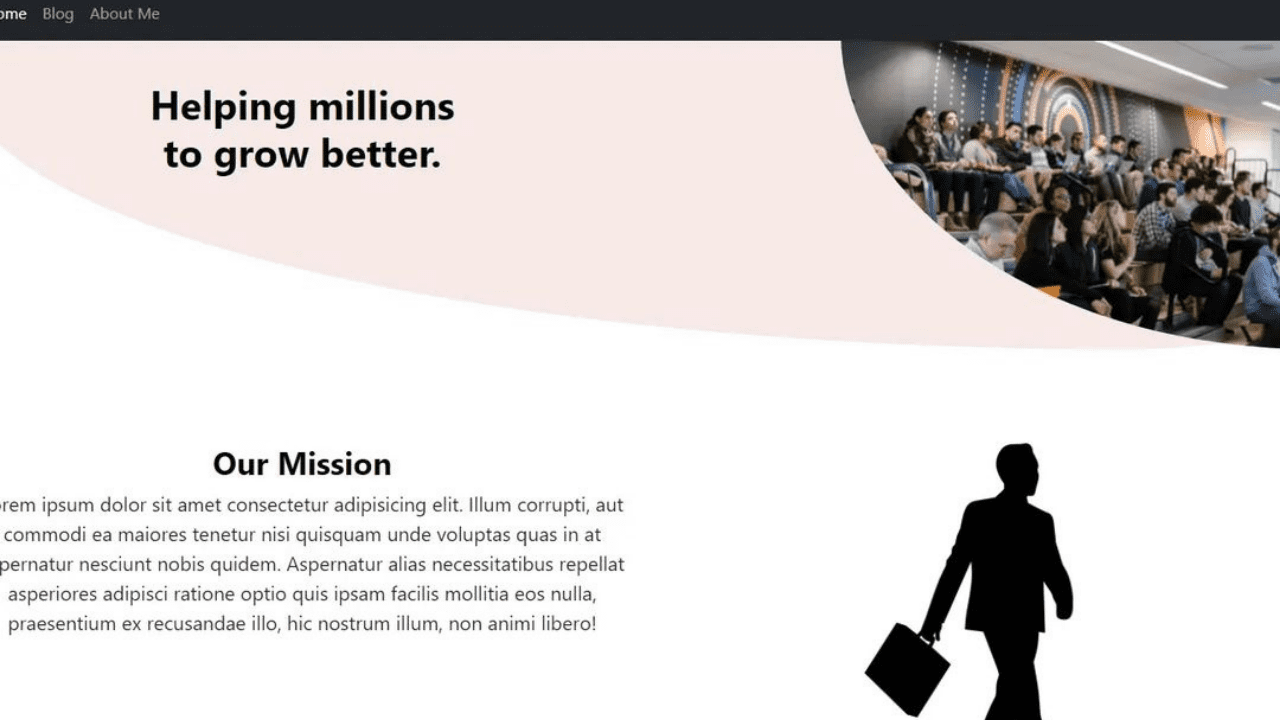 ome Blog About Me
Helping millions
to grow better.
Our Mission
orem ipsum dolor sit amet consectetur adipisicing elit. Illum corrupti, aut
commodi ea maiores tenetur nisi quisquam unde voluptas quas in at
pernatur nesciunt nobis quidem. Aspernatur alias necessitatibus repellat
asperiores adipisci ratione optio quis ipsam facilis mollitia eos nulla,
praesentium ex recusandae illo, hic nostrum illum, non animi libero!